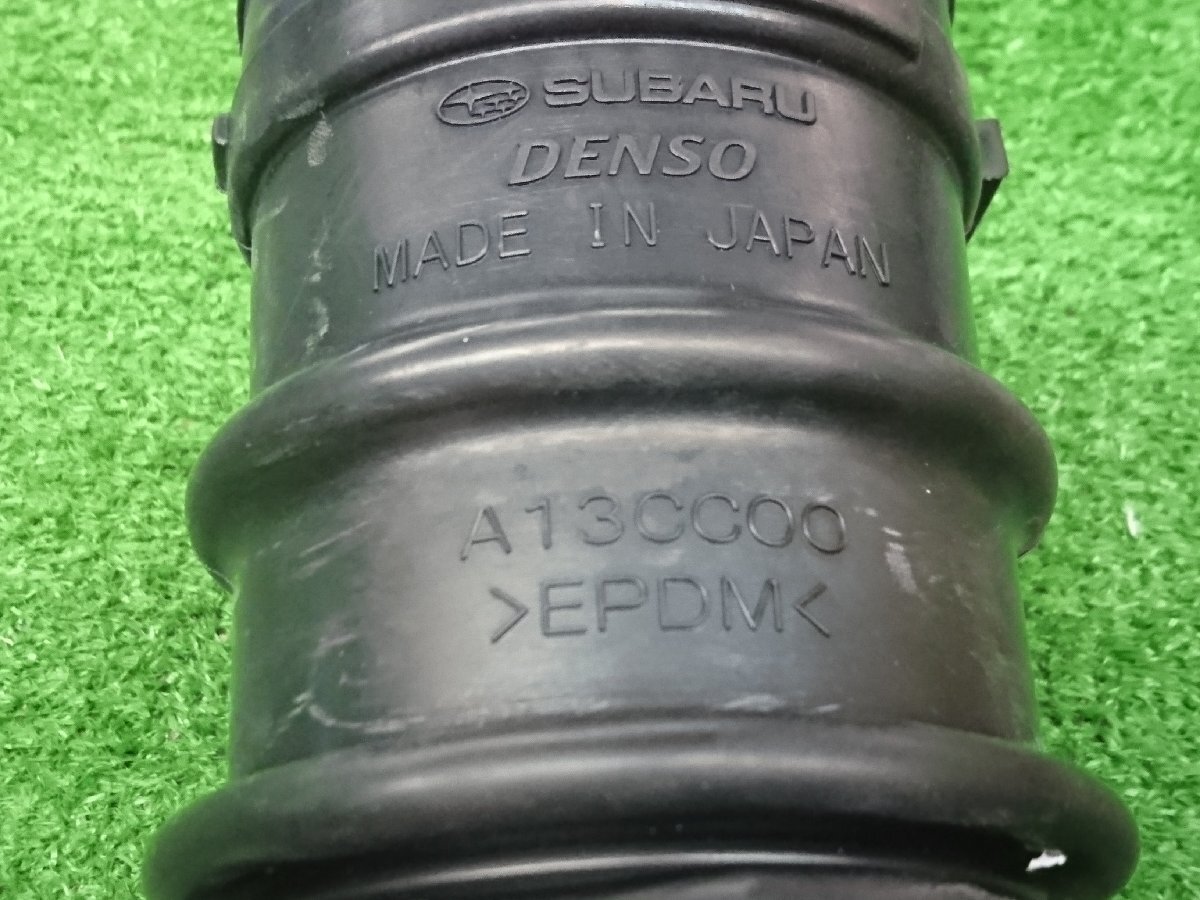 SUBARU
DENSO
MADE IN JAPAN
A13CC00
>EPDM<